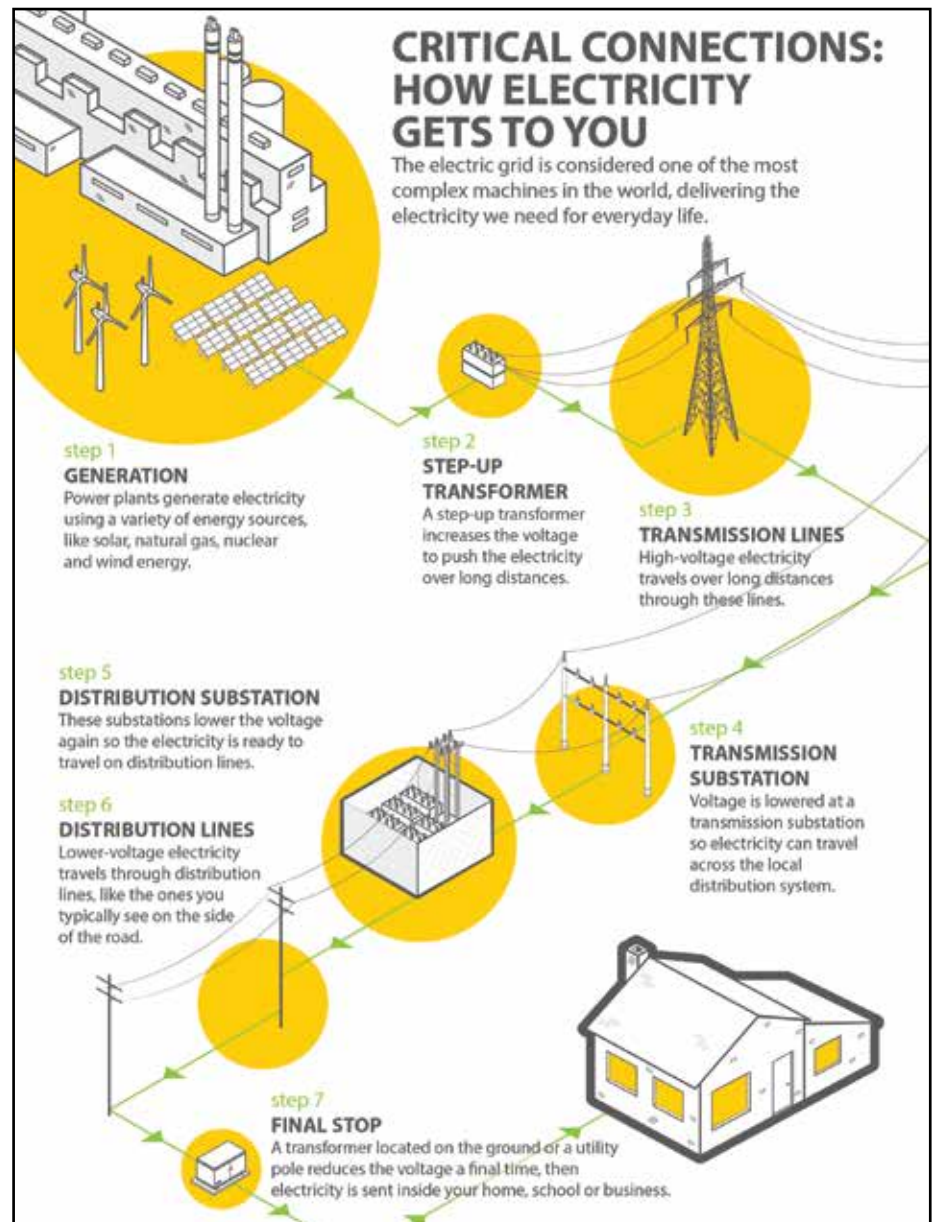 CRITICAL CONNECTIONS:
HOW ELECTRICITY
GETS TO YOU
The electric grid is considered one of the most
complex machines in the world, delivering the
electricity we need for everyday life.
step 1
GENERATION
Power plants generate electricity
using a variety of energy sources,
like solar, natural gas, nuclear
and wind energy.
step 2
STEP-UP
TRANSFORMER
A step-up transformer
increases the voltage
to push the electricity
over long distances.
step 3
TRANSMISSION LINES
High-voltage electricity
travels over long distances
through these lines.
step 4
TRANSMISSION
SUBSTATION
Voltage is lowered at a
transmission substation
so electricity can travel
across the local
distribution system.
step 5
DISTRIBUTION SUBSTATION
These substations lower the voltage
again so the electricity is ready to
travel on distribution lines.
step 6
DISTRIBUTION LINES
Lower-voltage electricity
travels through distribution
lines, like the ones you
typically see on the side
of the road.
step 7
FINAL STOP
A transformer located on the ground or a utility
pole reduces the voltage a final time, then
electricity is sent inside your home, school or business.